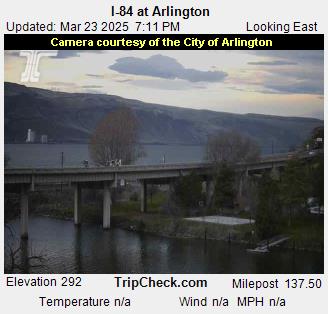 I-84 at Arlington
Updated: Mar 23 2025 7:11 PM Looking East
Camera courtesy of the City of Arlington
Elevation 292 TripCheck.com Milepost 137.50
Temperature n/a Wind n/a MPH n/a